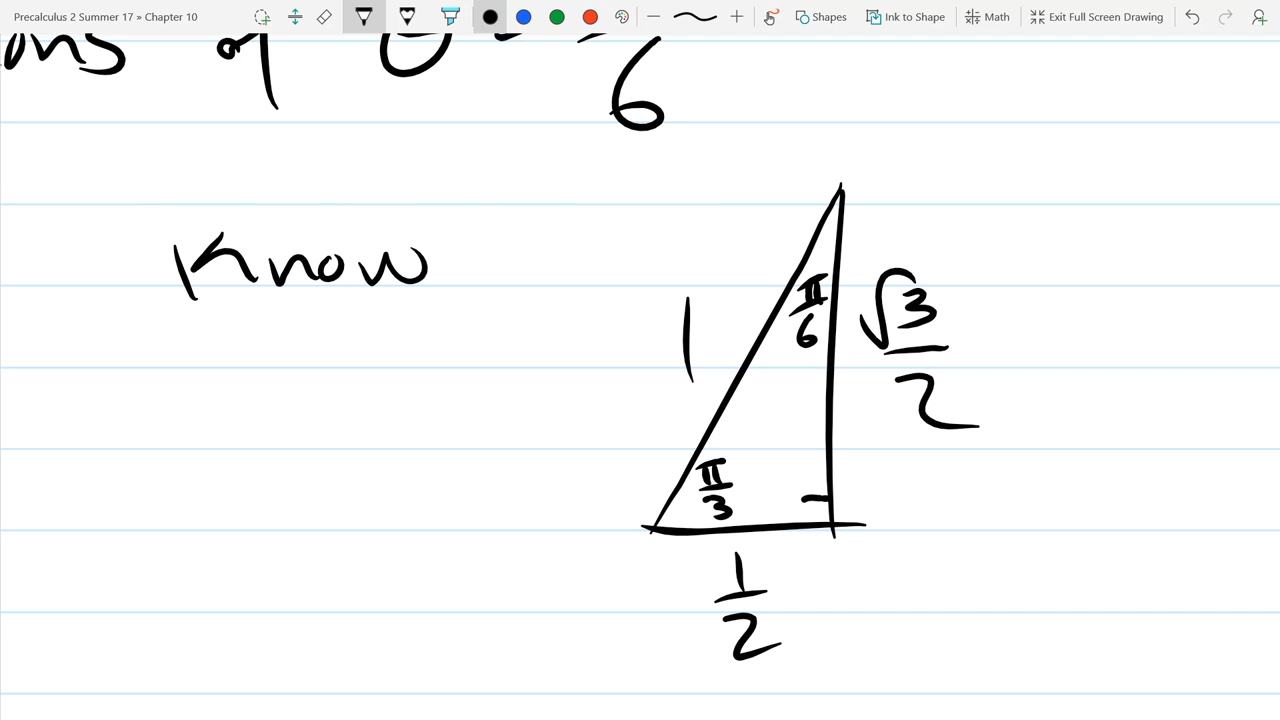 Precalculus 2 Summer 17 » Chapter 10
Shapes
Ink to Shape
Math
Exit Full Screen Drawing
θ
6
Know
1
π/6
√3/2
π/3
1/2